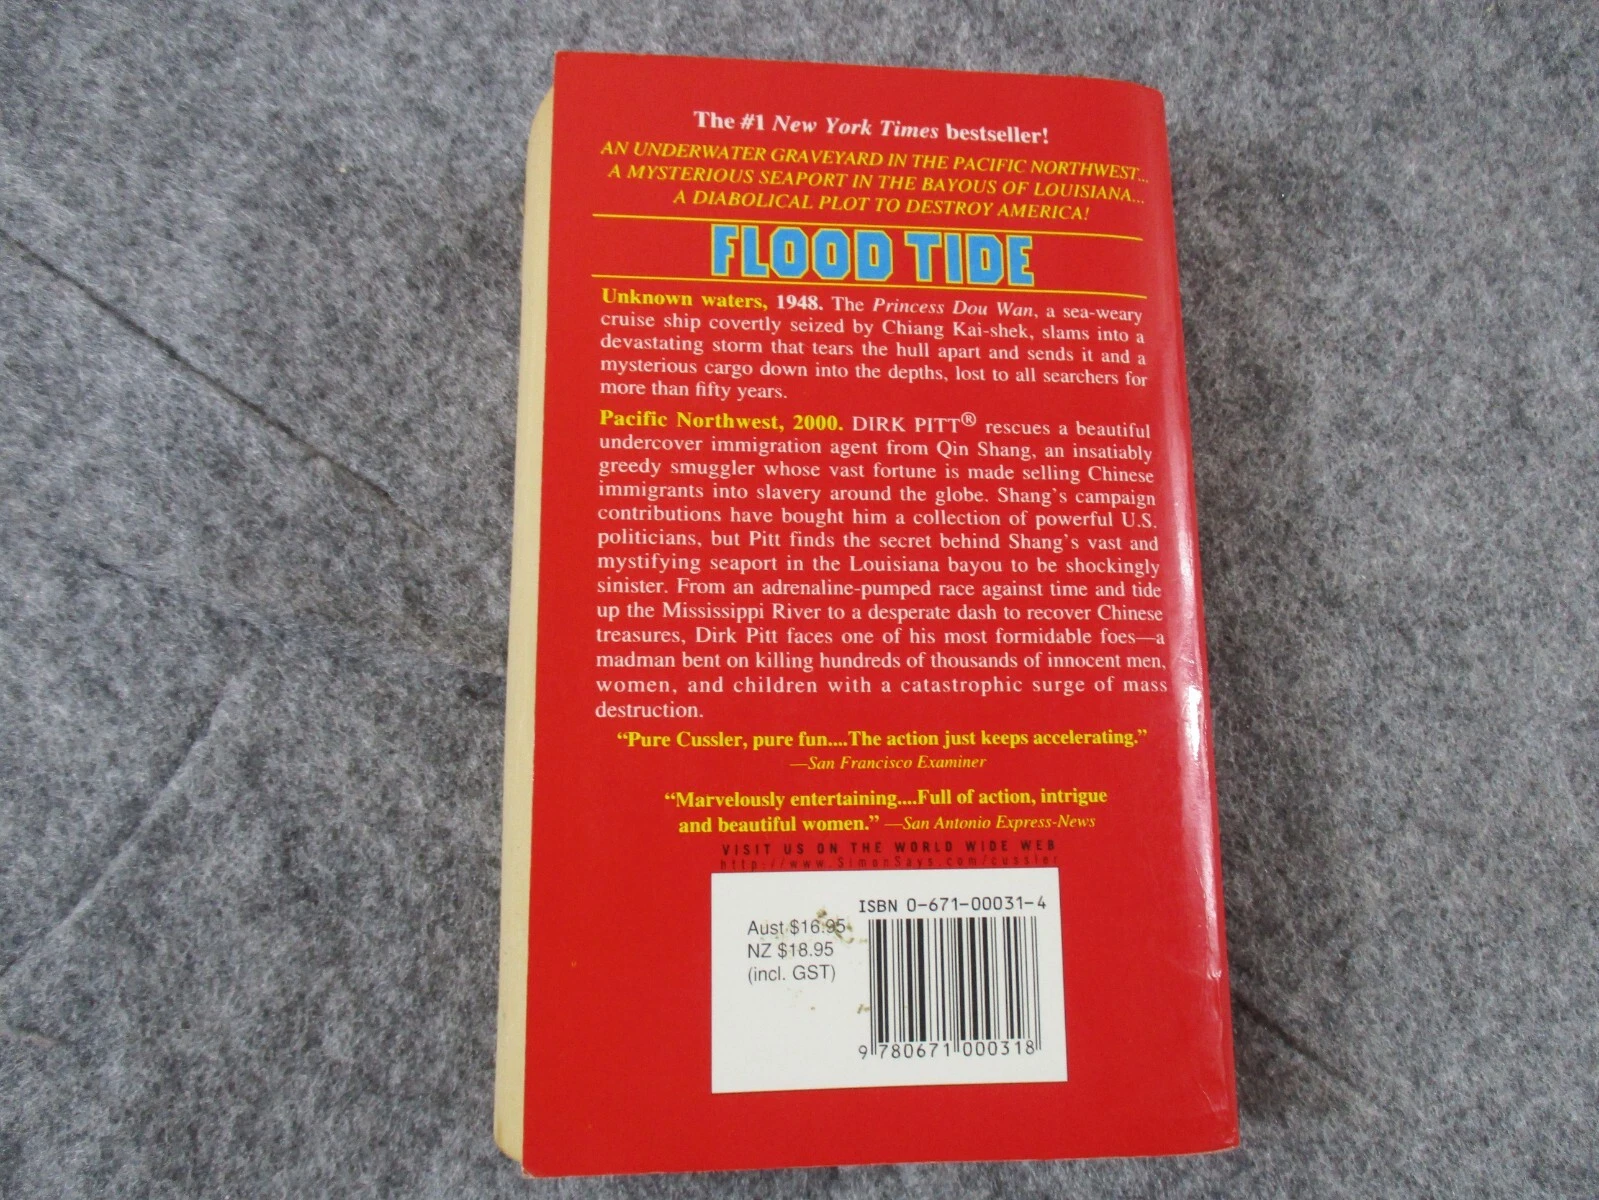 The #1 New York Times bestseller!
AN UNDERWATER GRAVEYARD IN THE PACIFIC NORTHWEST...
A MYSTERIOUS SEAPORT IN THE BAYOUS OF LOUISIANA...
A DIABOLICAL PLOT TO DESTROY AMERICA!
FLOOD TIDE
Unknown waters, 1948. The Princess Dou Wan, a sea-weary
cruise ship covertly seized by Chiang Kai-shek, slams into a
devastating storm that tears the hull apart and sends it and a
mysterious cargo down into the depths, lost to all searchers for
more than fifty years.
Pacific Northwest, 2000. DIRK PITT® rescues a beautiful
undercover immigration agent from Qin Shang, an insatiably
greedy smuggler whose vast fortune is made selling Chinese
immigrants into slavery around the globe. Shang's campaign
contributions have bought him a collection of powerful U.S.
politicians, but Pitt finds the secret behind Shang's vast and
mystifying seaport in the Louisiana bayou to be shockingly
sinister. From an adrenaline-pumped race against time and tide
up the Mississippi River to a desperate dash to recover Chinese
treasures, Dirk Pitt faces one of his most formidable foes—a
madman bent on killing hundreds of thousands of innocent men,
women, and children with a catastrophic surge of mass
destruction.
“Pure Cussler, pure fun....The action just keeps accelerating.”
—San Francisco Examiner
“Marvelously entertaining....Full of action, intrigue
and beautiful women.” —San Antonio Express-News
VISIT US ON THE WORLD WIDE WEB
http://www.SimonSays.com/cussler
ISBN 0-671-00031-4
Aust $16.95
NZ $18.95
(incl. GST)
9 780671 000318